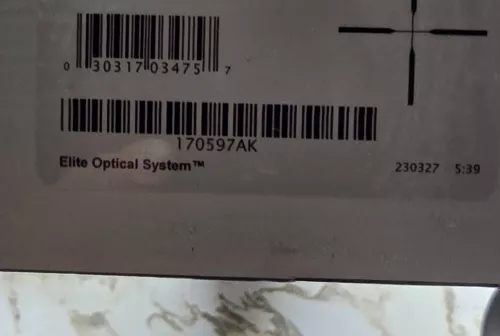 0 30317 03475 7
170597AK
Elite Optical System™ 230327 5:39